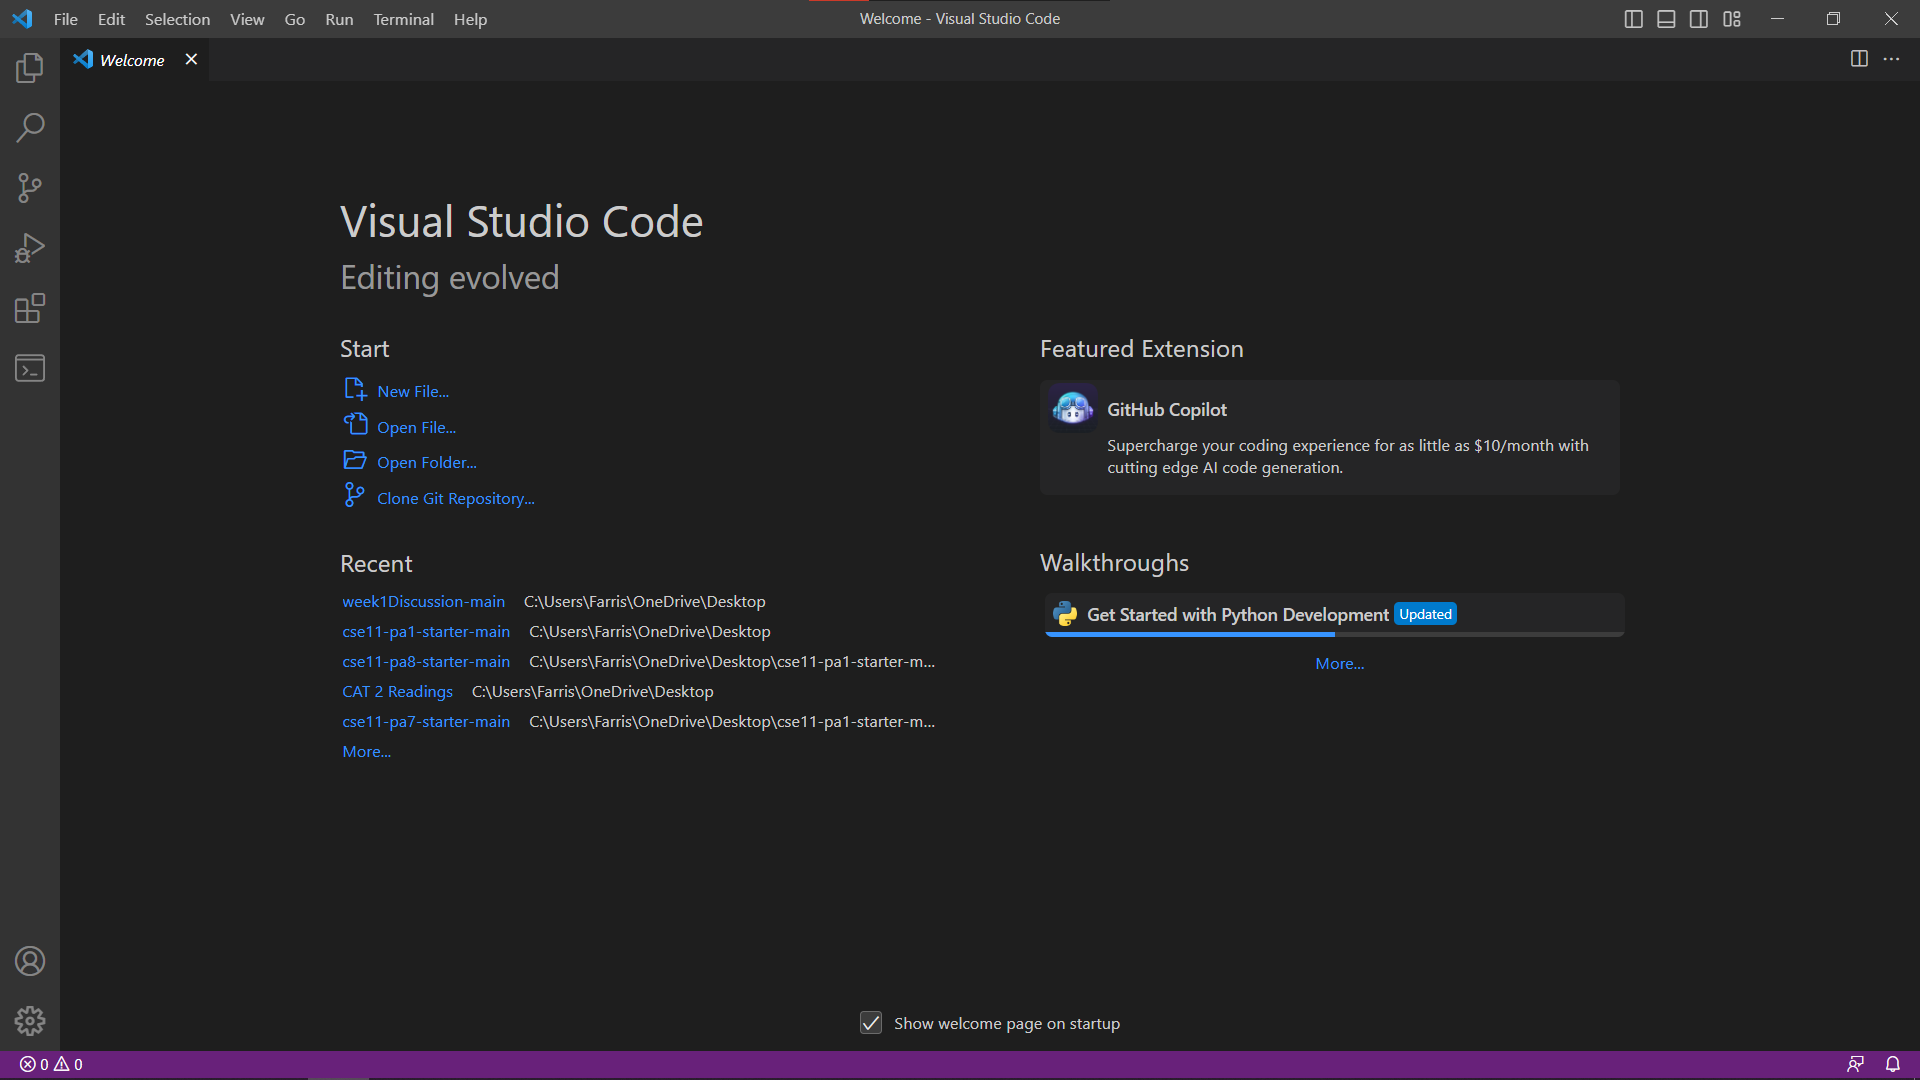 File Edit Selection View Go Run Terminal Help
Welcome - Visual Studio Code
Welcome
Visual Studio Code
Editing evolved
Start
New File...
Open File...
Open Folder...
Clone Git Repository...
Recent
week1Discussion-main C:\Users\Farris\OneDrive\Desktop
cse11-pa1-starter-main C:\Users\Farris\OneDrive\Desktop
cse11-pa8-starter-main C:\Users\Farris\OneDrive\Desktop\cse11-pa1-starter-m...
CAT 2 Readings C:\Users\Farris\OneDrive\Desktop
cse11-pa7-starter-main C:\Users\Farris\OneDrive\Desktop\cse11-pa1-starter-m...
More...
Featured Extension
GitHub Copilot
Supercharge your coding experience for as little as $10/month with
cutting edge AI code generation.
Walkthroughs
Get Started with Python Development Updated
More...
Show welcome page on startup
0 0